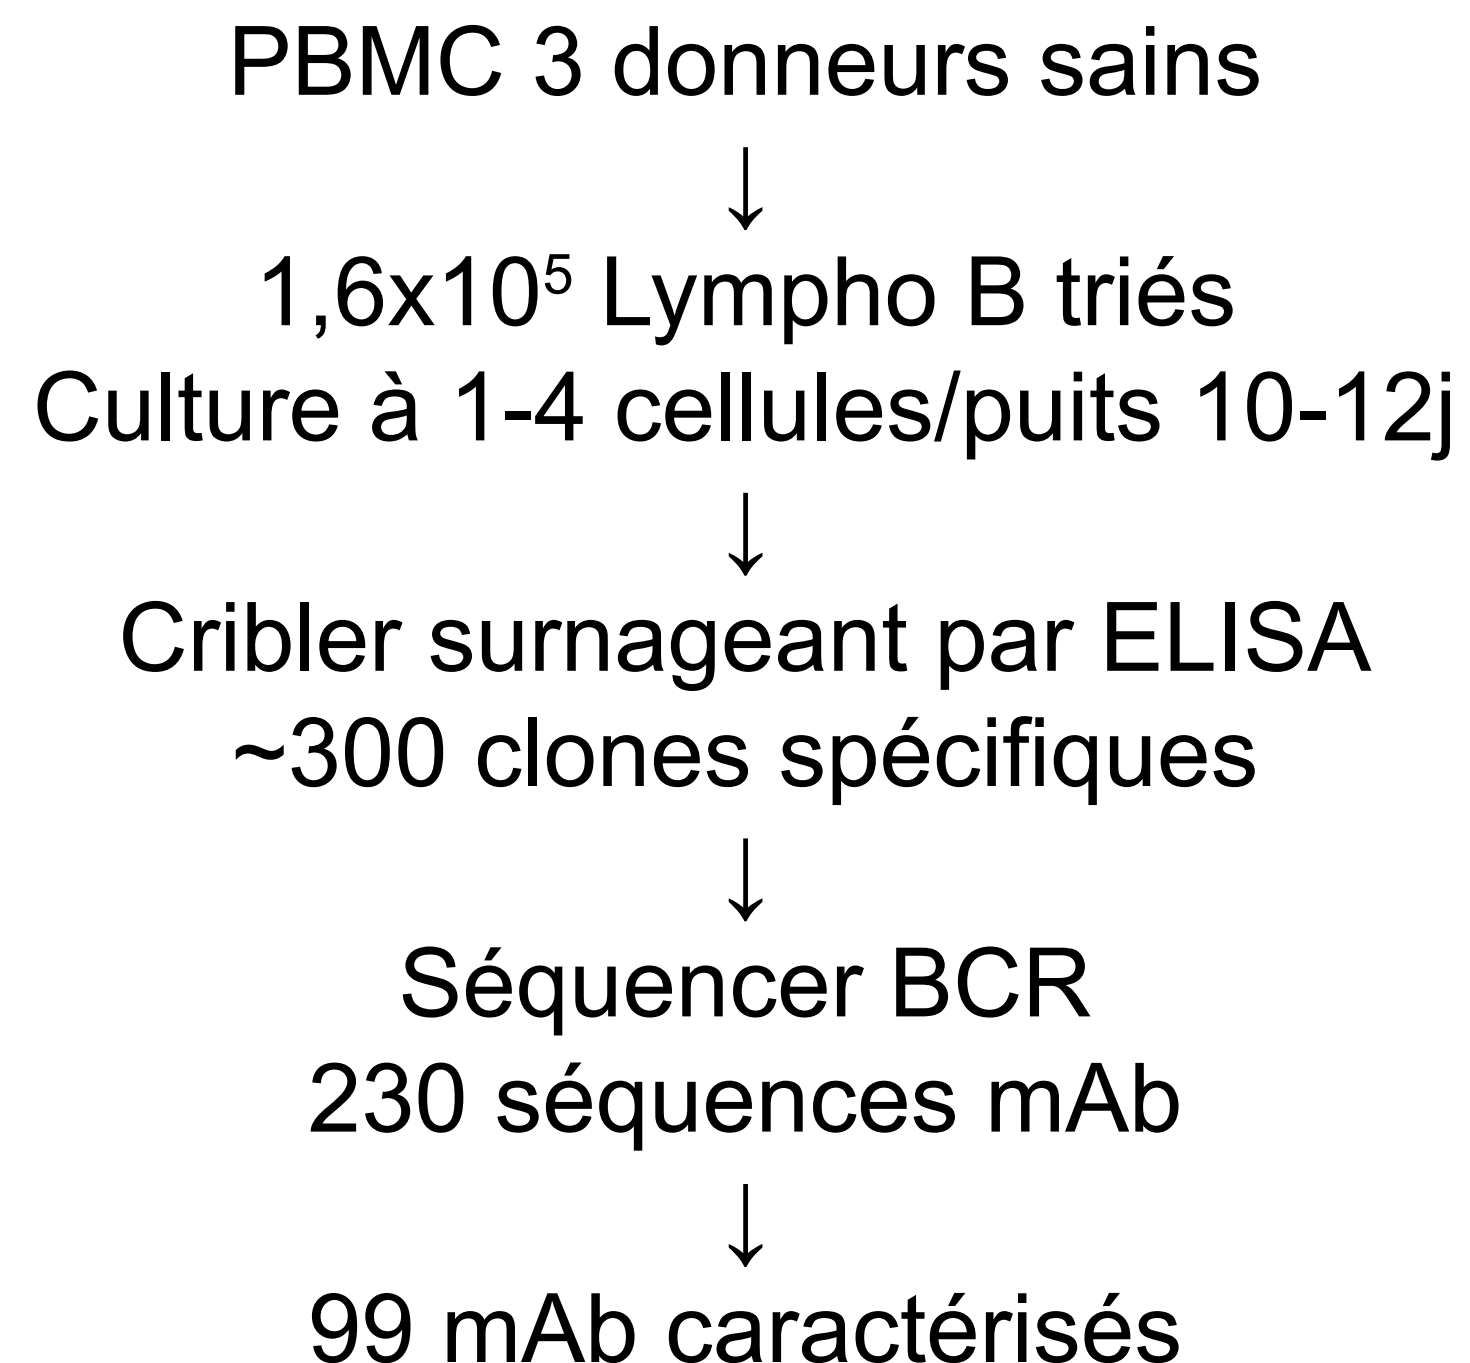 PBMC 3 donneurs sains
↓
1,6x10⁵ Lympho B triés
Culture à 1-4 cellules/puits 10-12j
↓
Cribler surnageant par ELISA
~300 clones spécifiques
↓
Séquencer BCR
230 séquences mAb
↓
99 mAb caractérisés